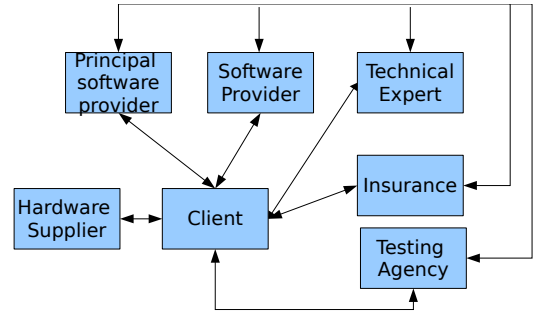 Principal
software
provider
Software
Provider
Technical
Expert
Insurance
Hardware
Supplier
Client
Testing
Agency